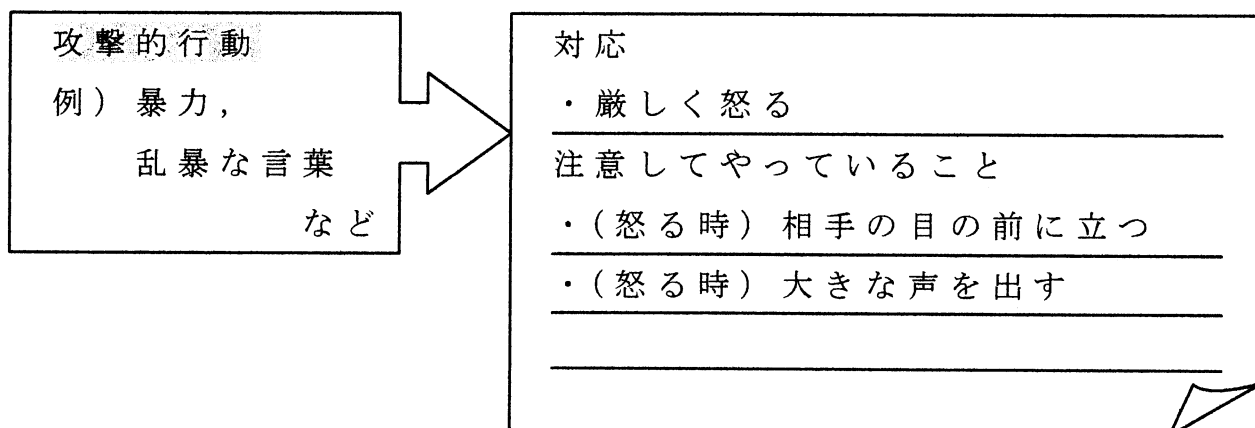 攻撃的行動
例）暴力，
乱暴な言葉
など
対応
・厳しく怒る
注意してやっていること
・(怒る時）相手の目の前に立つ
・(怒る時）大きな声を出す